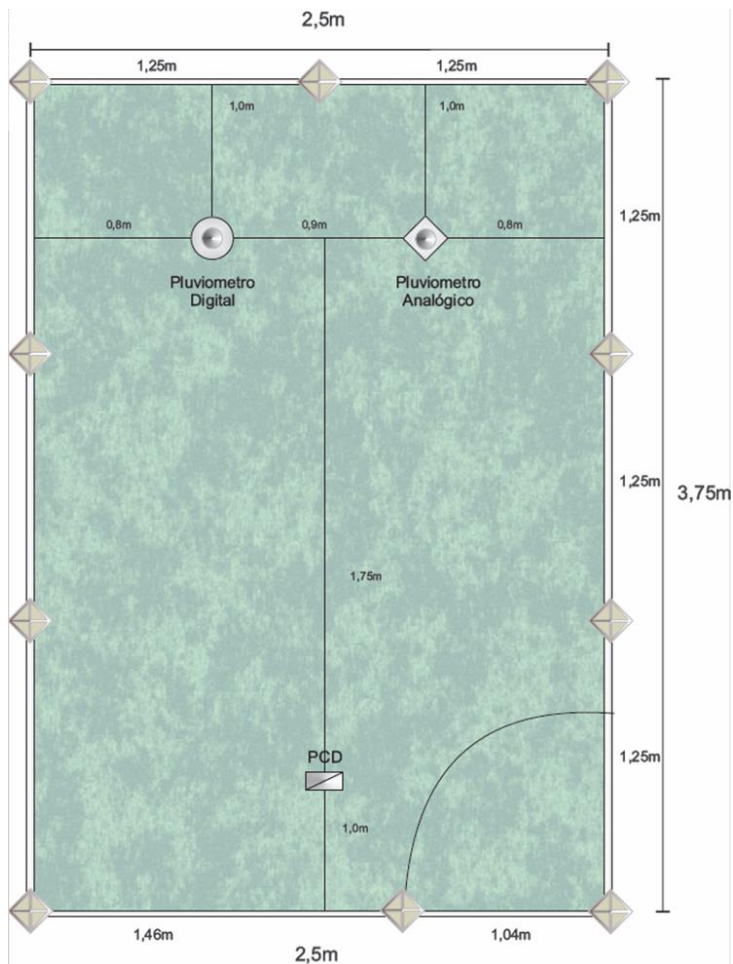 2,5m
1,25m
1,25m
1,0m
1,0m
1,25m
0,8m
0,9m
0,8m
Pluviometro
Digital
Pluviometro
Analógico
1,25m
3,75m
1,75m
PCD
1,25m
1,0m
1,46m
1,04m
2,5m